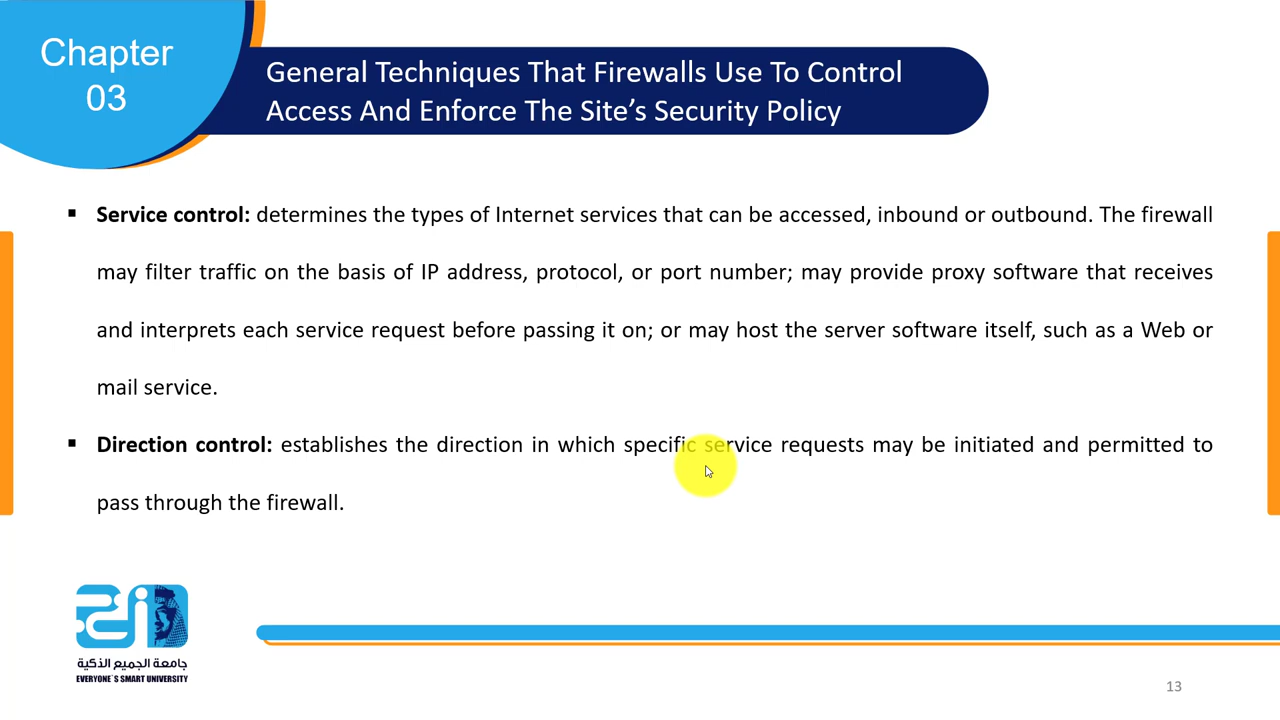 Chapter
03
General Techniques That Firewalls Use To Control
Access And Enforce The Site’s Security Policy
▪ Service control: determines the types of Internet services that can be accessed, inbound or outbound. The firewall
may filter traffic on the basis of IP address, protocol, or port number; may provide proxy software that receives
and interprets each service request before passing it on; or may host the server software itself, such as a Web or
mail service.
▪ Direction control: establishes the direction in which specific service requests may be initiated and permitted to
pass through the firewall.
جامعة الجميع الذكية
EVERYONE`S SMART UNIVERSITY
13